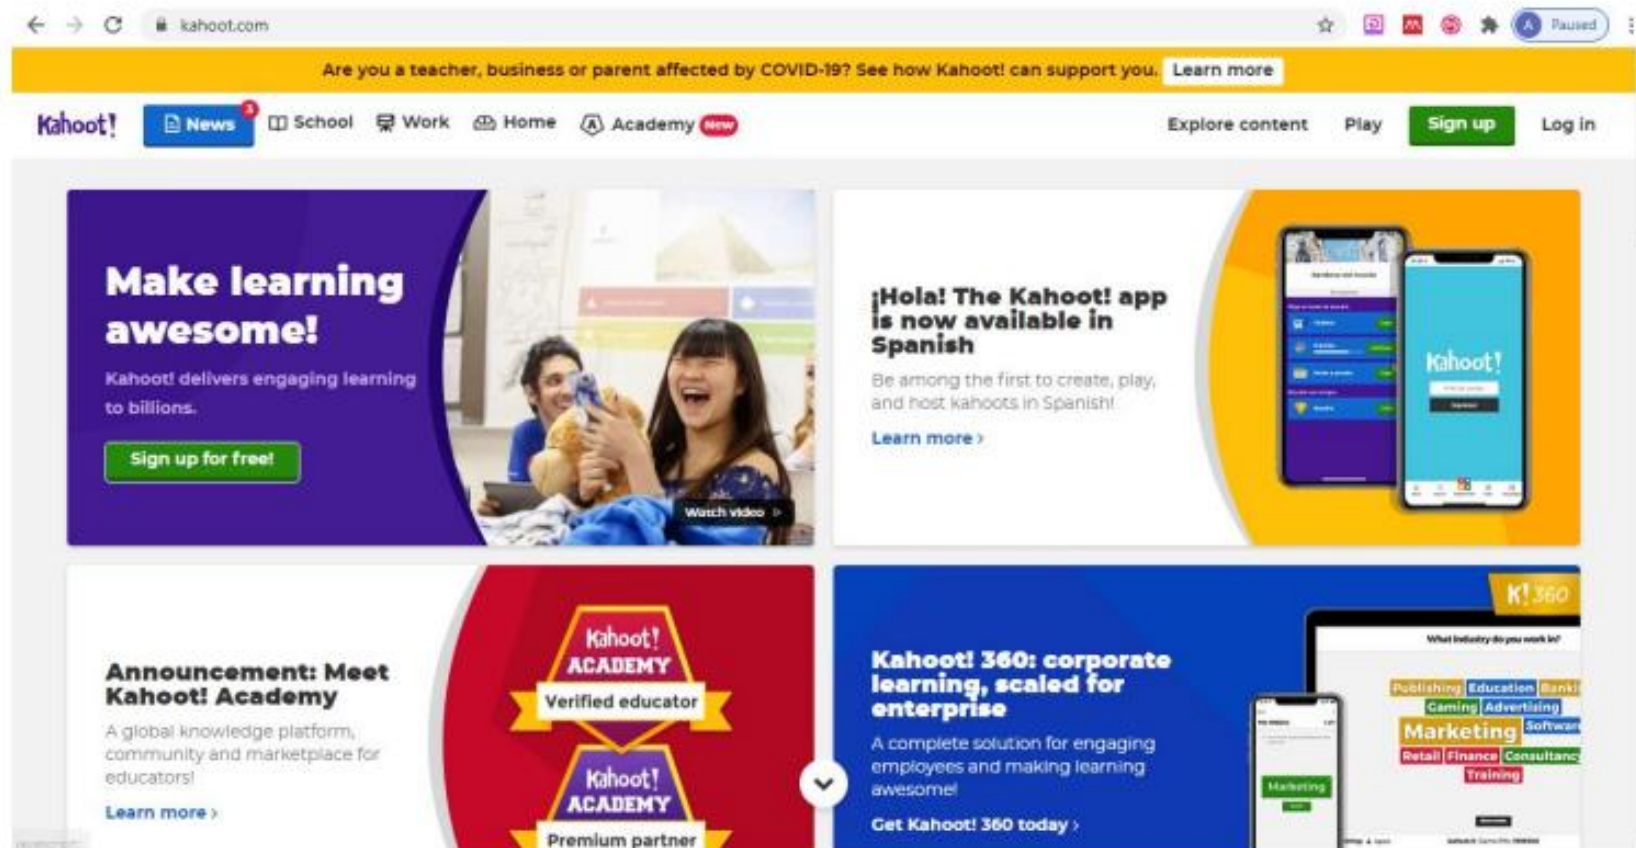 kahoot.com
A Paused
Are you a teacher, business or parent affected by COVID-19? See how Kahoot! can support you. Learn more
Kahoot! News 3 School Work Home Academy New Explore content Play Sign up Log in
Make learning
awesome!
Kahoot! delivers engaging learning
to billions.
Sign up for free!
Watch video
¡Hola! The Kahoot! app
is now available in
Spanish
Be among the first to create, play,
and host kahoots in Spanish!
Learn more >
Kahoot!
Announcement: Meet
Kahoot! Academy
A global knowledge platform,
community and marketplace for
educators!
Learn more >
Kahoot!
ACADEMY
Verified educator
Kahoot!
ACADEMY
Premium partner
Kahoot! 360: corporate
learning, scaled for
enterprise
A complete solution for engaging
employees and making learning
awesome!
Get Kahoot! 360 today >
K! 360
What industry do you work in?
Publishing Education Banki
Gaming Advertising
Marketing Software
Retail Finance Consultancy
Training
Marketing